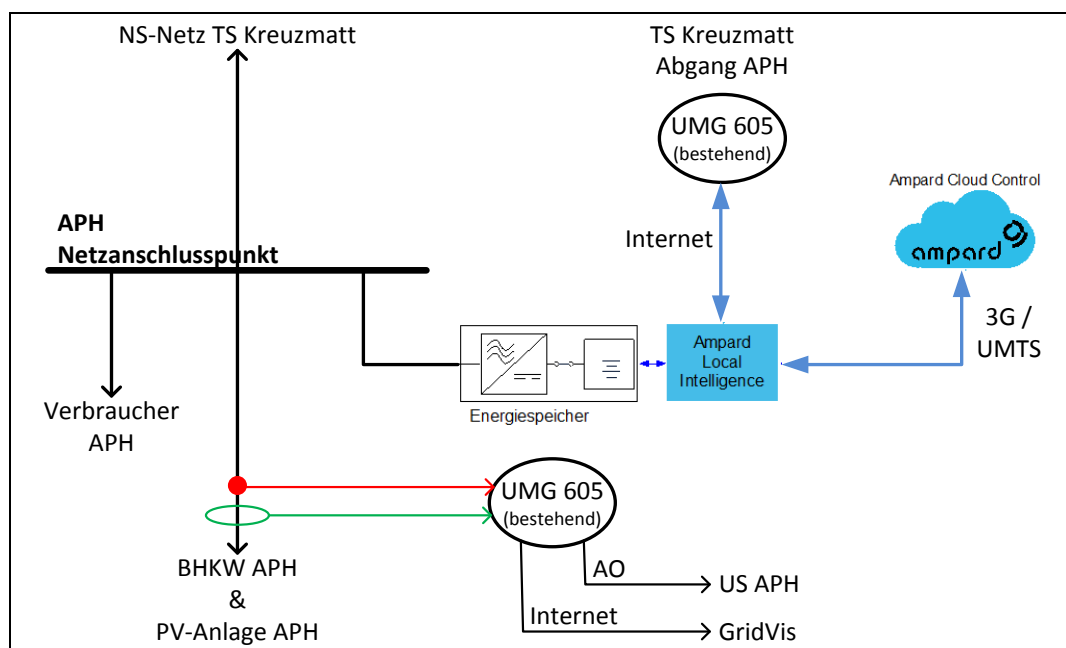 NS-Netz TS Kreuzmatt
TS Kreuzmatt
Abgang APH
UMG 605
(bestehend)
Ampard Cloud Control
ampard
APH
Netzanschlusspunkt
Internet
3G /
UMTS
Ampard
Local
Intelligence
Energiespeicher
Verbraucher
APH
UMG 605
(bestehend)
BHKW APH
&
PV-Anlage APH
AO
US APH
Internet
GridVis